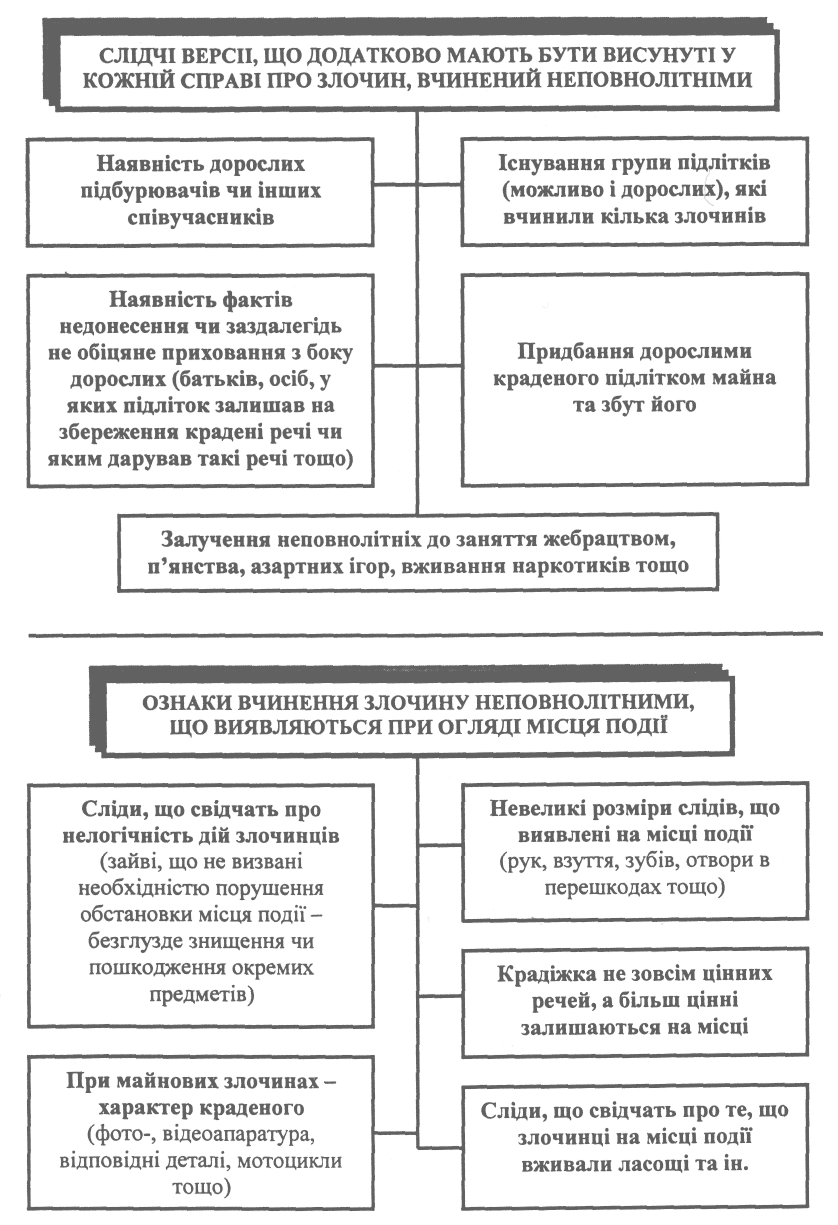 СЛІДЧІ ВЕРСІЇ, ЩО ДОДАТКОВО МАЮТЬ БУТИ ВИСУНУТІ У
КОЖНІЙ СПРАВІ ПРО ЗЛОЧИН, ВЧИНЕНИЙ НЕПОВНОЛІТНІМИ
Наявність дорослих
підбурювачів чи інших
співучасників
Існування групи підлітків
(можливо і дорослих), які
вчинили кілька злочинів
Наявність фактів
недонесення чи заздалегідь
не обіцяне приховання з боку
дорослих (батьків, осіб, у
яких підліток залишав на
збереження крадені речі чи
яким дарував такі речі тощо)
Придбання дорослими
краденого підлітком майна
та збут його
Залучення неповнолітніх до заняття жебрацтвом,
п’янства, азартних ігор, вживання наркотиків тощо
ОЗНАКИ ВЧИНЕННЯ ЗЛОЧИНУ НЕПОВНОЛІТНИМИ,
ЩО ВИЯВЛЯЮТЬСЯ ПРИ ОГЛЯДІ МІСЦЯ ПОДІЇ
Сліди, що свідчать про
нелогічність дій злочинців
(зайві, що не визвані
необхідністю порушення
обстановки місця події –
безглузде знищення чи
пошкодження окремих
предметів)
Невеликі розміри слідів, що
виявлені на місці події
(рук, взуття, зубів, отвори в
перешкодах тощо)
Крадіжка не зовсім цінних
речей, а більш цінні
залишаються на місці
При майнових злочинах –
характер краденого
(фото-, відеоапаратура,
відповідні деталі, мотоцикли
тощо)
Сліди, що свідчать про те, що
злочинці на місці події
вживали ласощі та ін.